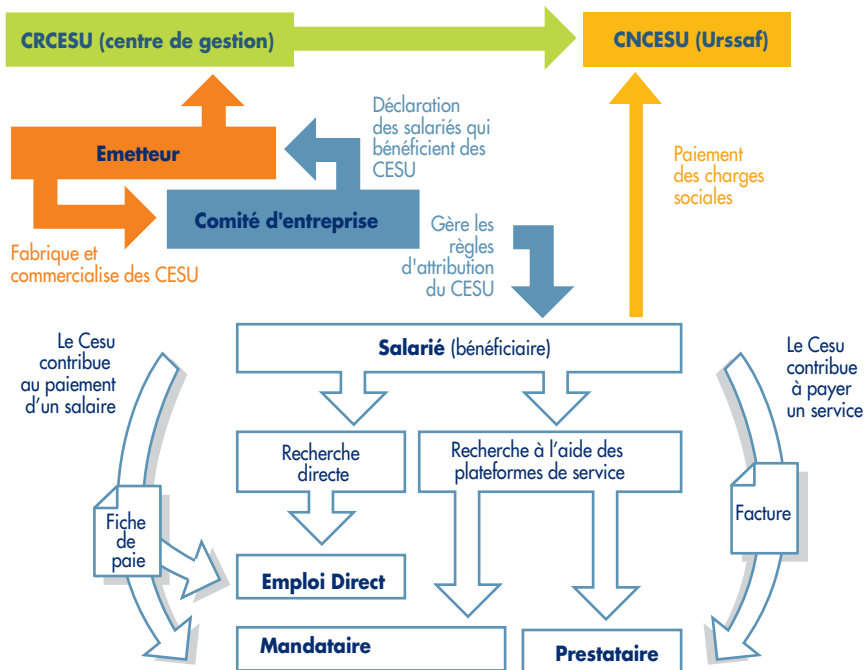 CRCESU (centre de gestion)
CNCESU (Urssaf)
Déclaration
des salariés qui
bénéficient des
CESU
Emetteur
Paiement
des charges
sociales
Comité d'entreprise
Gère les
règles
d'attribution
du CESU
Fabrique et
commercialise des CESU
Salarié (bénéficiaire)
Le Cesu
contribue
au paiement
d'un salaire
Le Cesu
contribue
à payer
un service
Recherche
directe
Recherche à l'aide des
plateformes de service
Fiche
de
paie
Facture
Emploi Direct
Mandataire
Prestataire